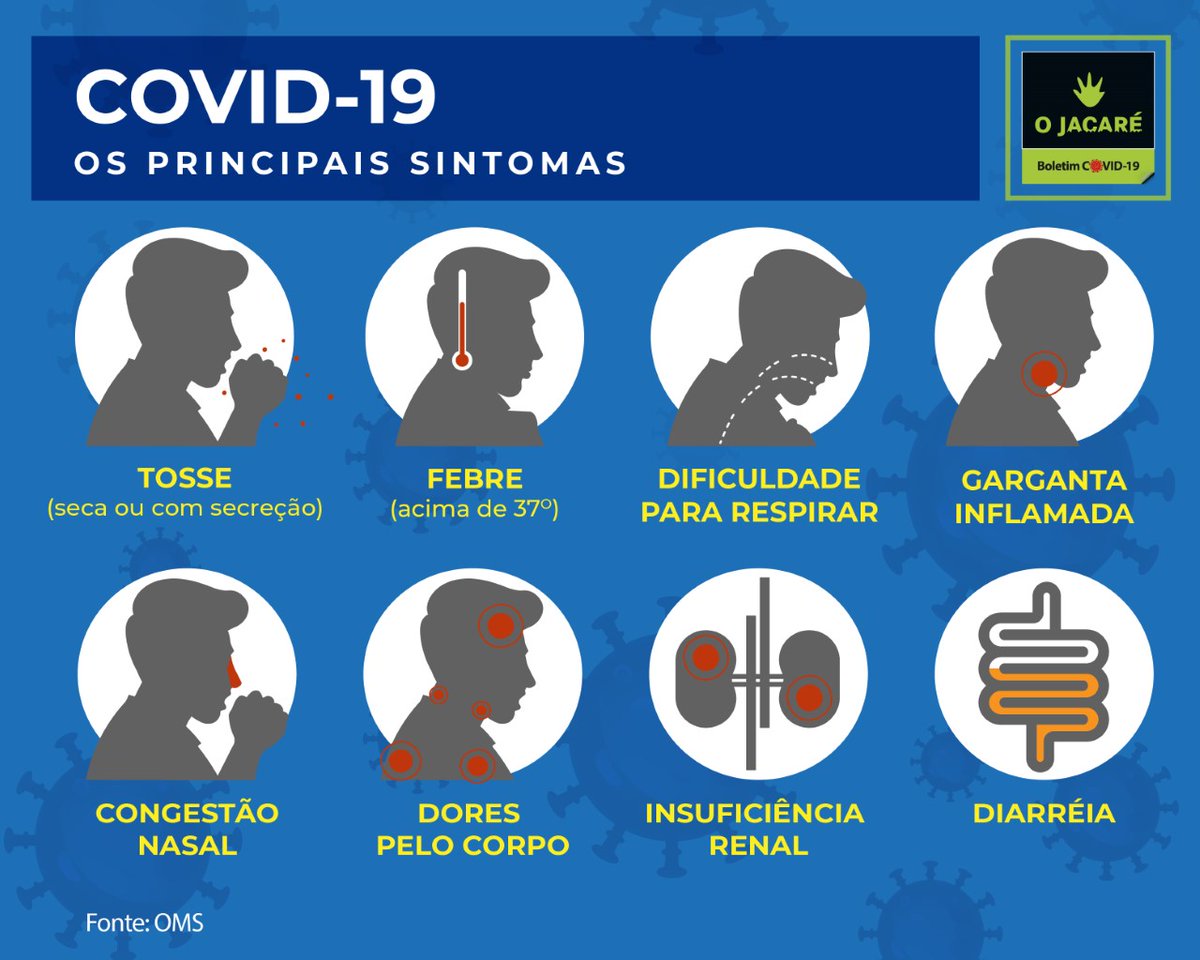 COVID-19
OS PRINCIPAIS SINTOMAS
O JACARÉ
Boletim COVID-19
TOSSE
(seca ou com secreção)
FEBRE
(acima de 37º)
DIFICULDADE
PARA RESPIRAR
GARGANTA
INFLAMADA
CONGESTÃO
NASAL
DORES
PELO CORPO
INSUFICIÊNCIA
RENAL
DIARRÉIA
Fonte: OMS